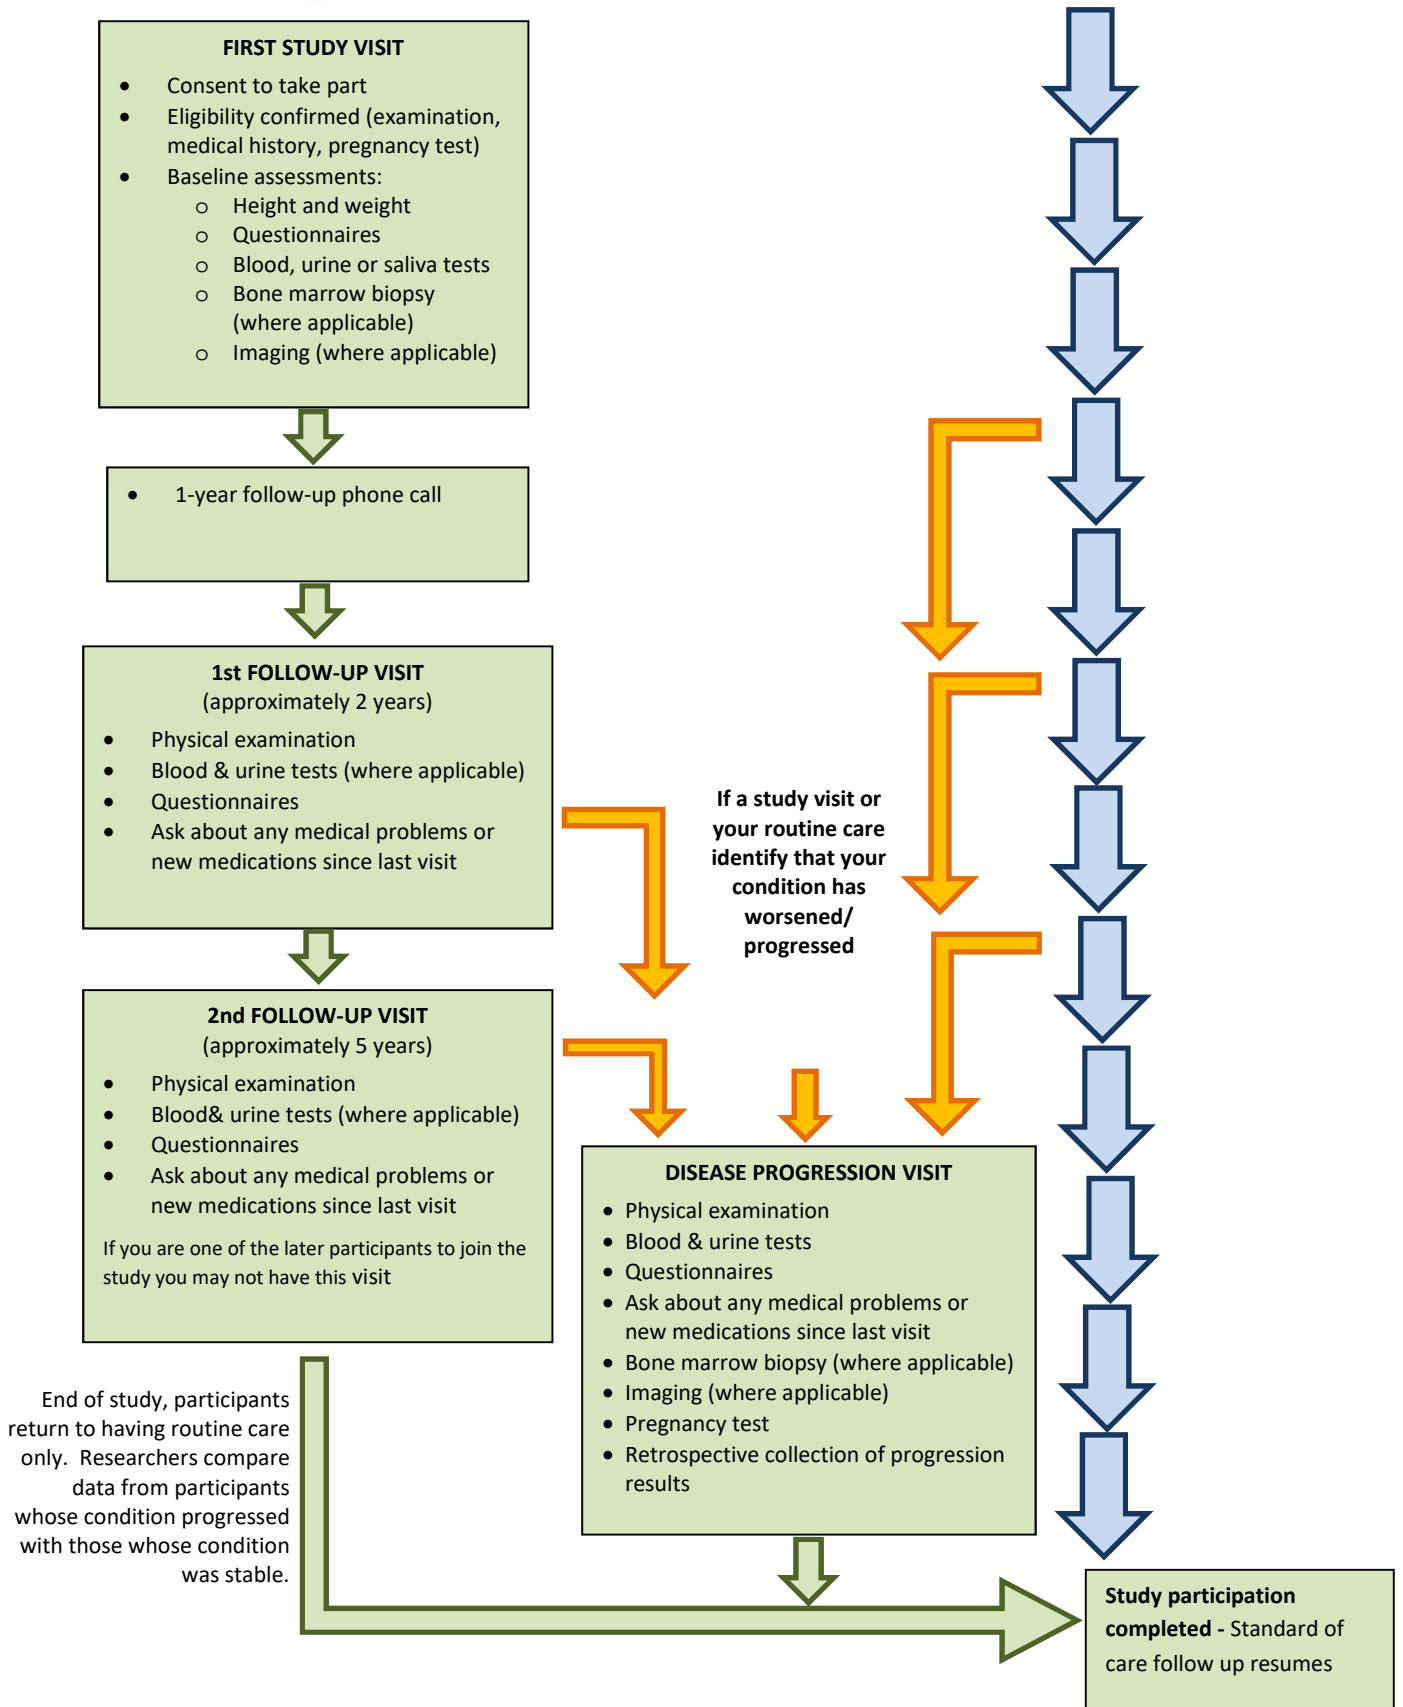 FIRST STUDY VISIT
• Consent to take part
• Eligibility confirmed (examination,
medical history, pregnancy test)
• Baseline assessments:
o Height and weight
o Questionnaires
o Blood, urine or saliva tests
o Bone marrow biopsy
(where applicable)
o Imaging (where applicable)
• 1-year follow-up phone call
1st FOLLOW-UP VISIT
(approximately 2 years)
• Physical examination
• Blood & urine tests (where applicable)
• Questionnaires
• Ask about any medical problems or
new medications since last visit
If a study visit or
your routine care
identify that your
condition has
worsened/
progressed
2nd FOLLOW-UP VISIT
(approximately 5 years)
• Physical examination
• Blood& urine tests (where applicable)
• Questionnaires
• Ask about any medical problems or
new medications since last visit
If you are one of the later participants to join the
study you may not have this visit
DISEASE PROGRESSION VISIT
• Physical examination
• Blood & urine tests
• Questionnaires
• Ask about any medical problems or
new medications since last visit
• Bone marrow biopsy (where applicable)
• Imaging (where applicable)
• Pregnancy test
• Retrospective collection of progression
results
End of study, participants
return to having routine care
only. Researchers compare
data from participants
whose condition progressed
with those whose condition
was stable.
Study participation
completed - Standard of
care follow up resumes